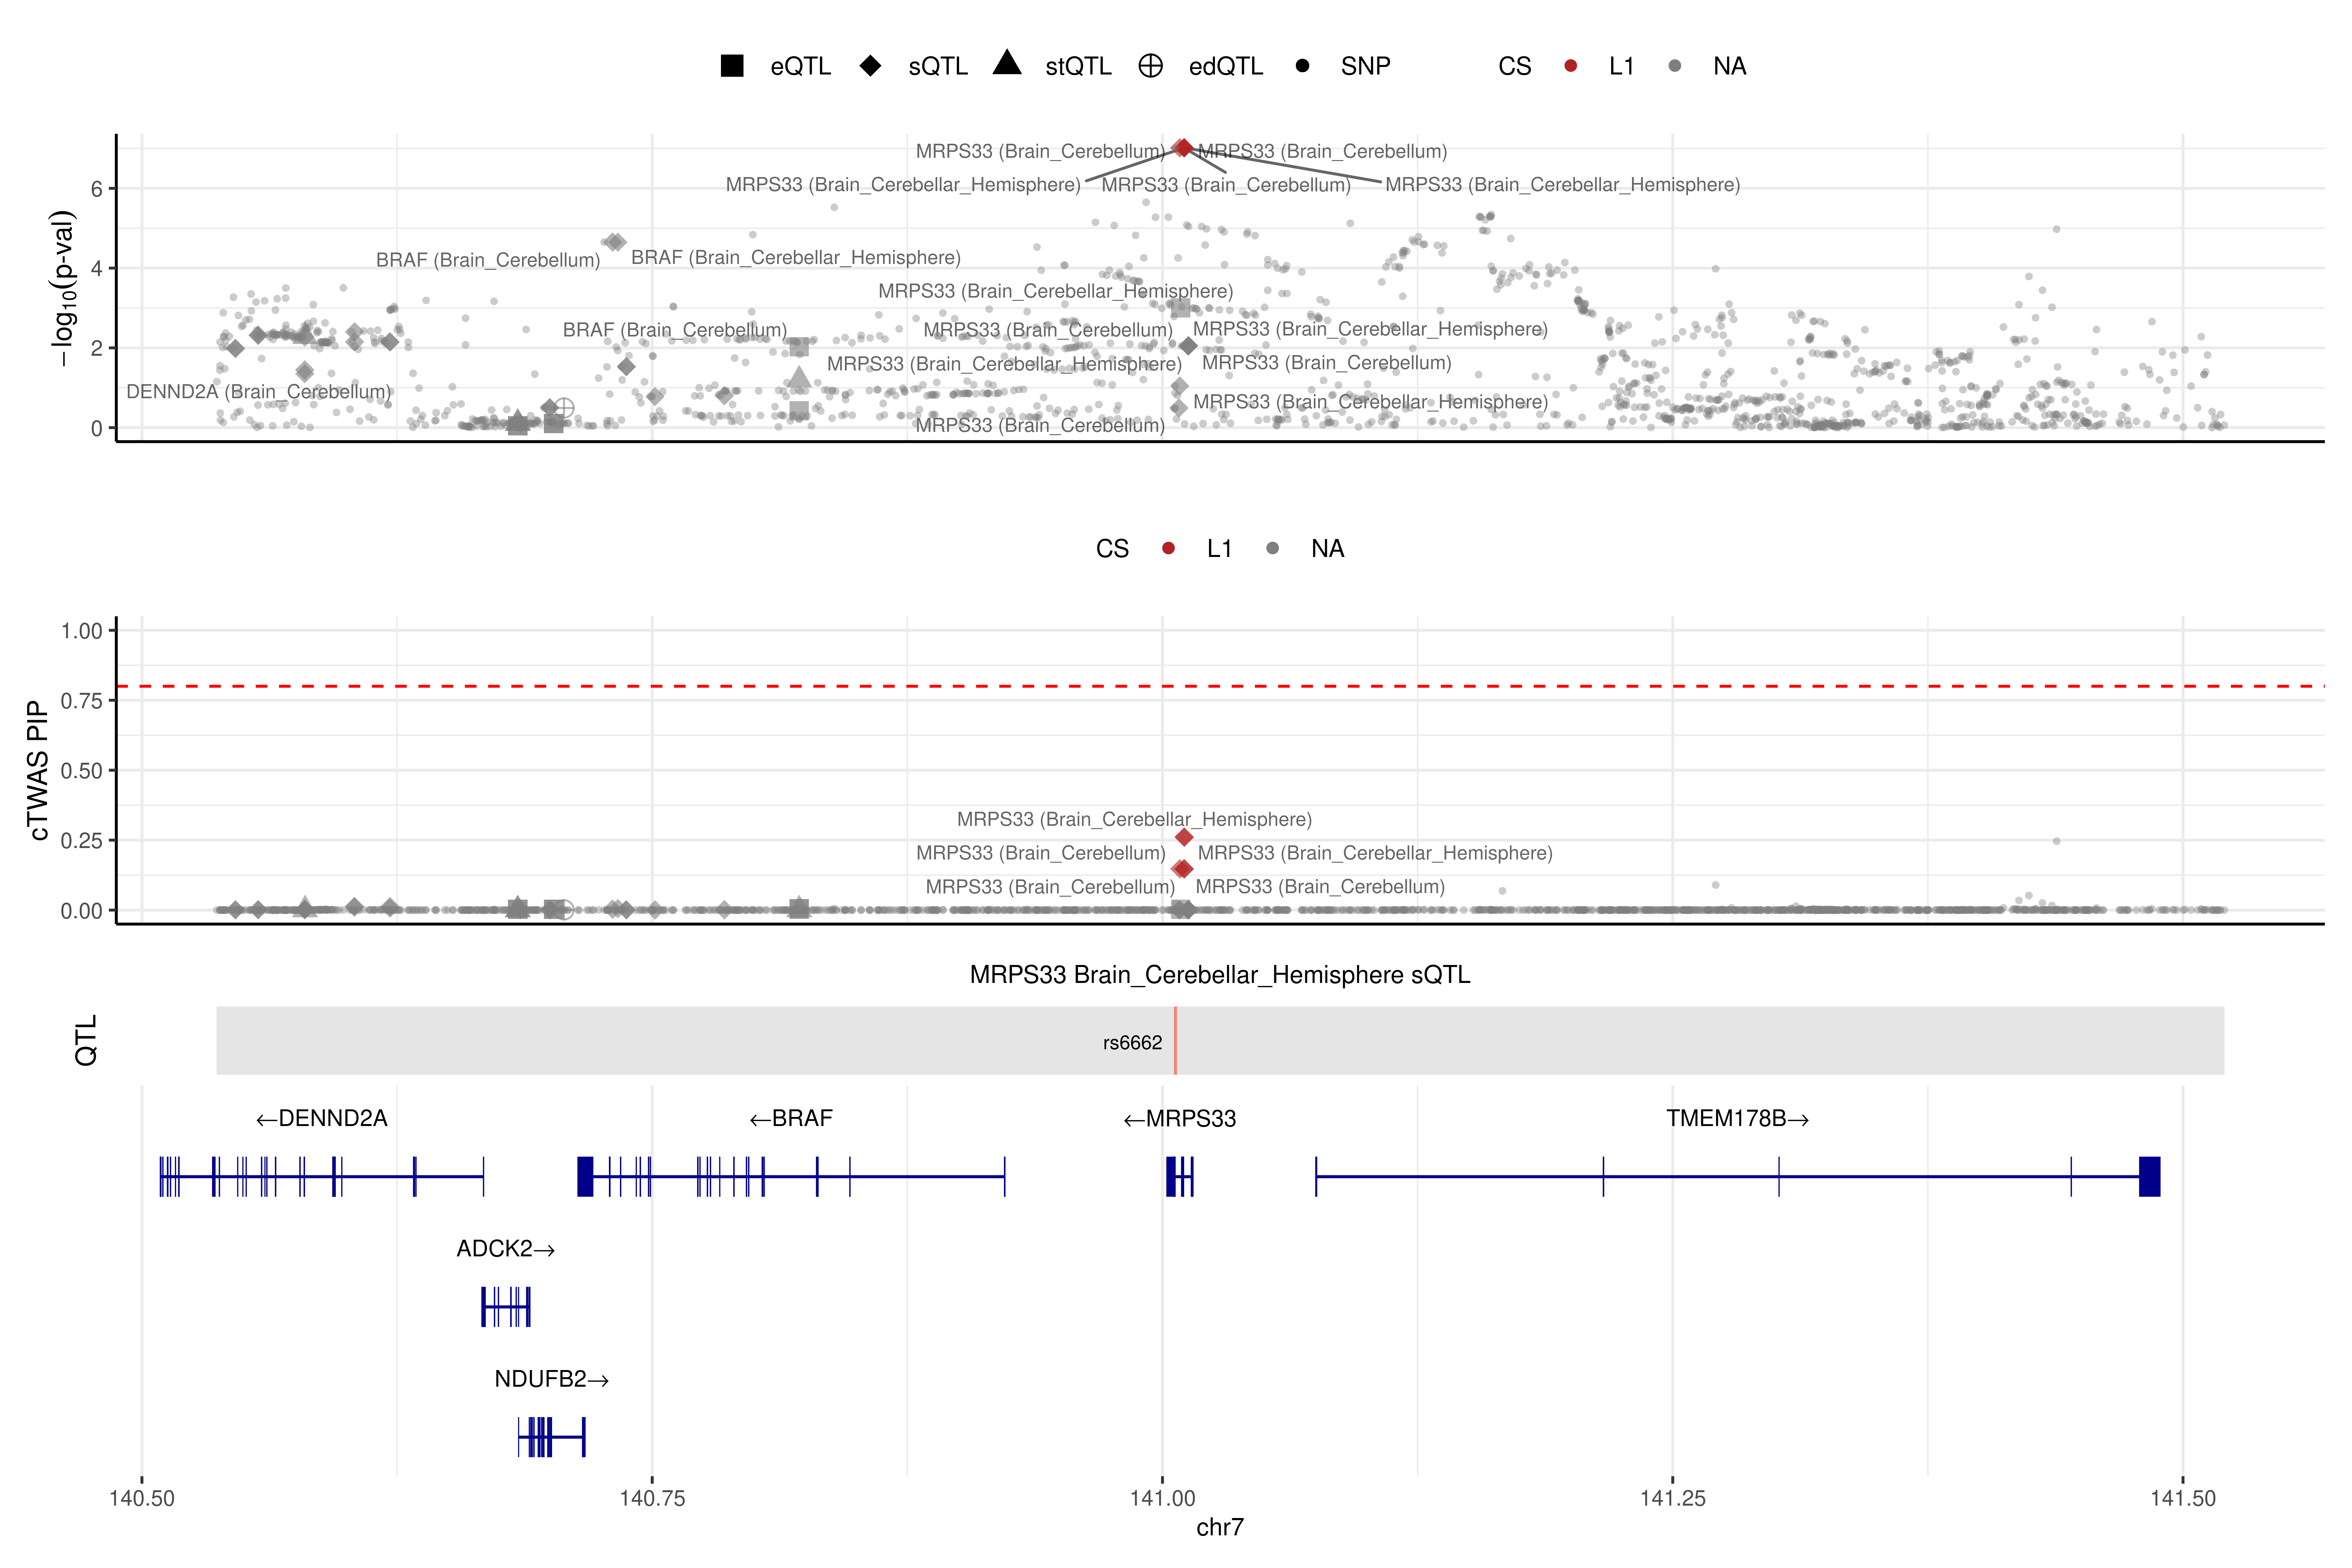 eQTL sQTL stQTL edQTL SNP CS L1 NA
MRPS33 (Brain_Cerebellum) MRPS33 (Brain_Cerebellum)
MRPS33 (Brain_Cerebellar_Hemisphere) MRPS33 (Brain_Cerebellum) MRPS33 (Brain_Cerebellar_Hemisphere)
6
BRAF (Brain_Cerebellum) BRAF (Brain_Cerebellar_Hemisphere)
4
MRPS33 (Brain_Cerebellar_Hemisphere)
−log10(p-val)
BRAF (Brain_Cerebellum) MRPS33 (Brain_Cerebellum) MRPS33 (Brain_Cerebellar_Hemisphere)
2
MRPS33 (Brain_Cerebellar_Hemisphere) MRPS33 (Brain_Cerebellum)
DENND2A (Brain_Cerebellum) MRPS33 (Brain_Cerebellar_Hemisphere)
MRPS33 (Brain_Cerebellum)
0
CS L1 NA
1.00
0.75
cTWAS PIP
0.50
MRPS33 (Brain_Cerebellar_Hemisphere)
0.25
MRPS33 (Brain_Cerebellum) MRPS33 (Brain_Cerebellar_Hemisphere)
MRPS33 (Brain_Cerebellum) MRPS33 (Brain_Cerebellum)
0.00
MRPS33 Brain_Cerebellar_Hemisphere sQTL
QTL
rs6662
←DENND2A ←BRAF ←MRPS33 TMEM178B→
ADCK2→
NDUFB2→
140.50 140.75 141.00 141.25 141.50
chr7